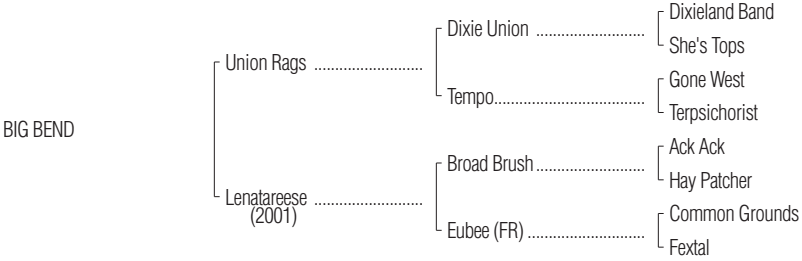 Dixieland Band
Dixie Union ..........................
She's Tops
Union Rags ..........................
Gone West
Tempo....................................
Terpsichorist
BIG BEND
Ack Ack
Broad Brush..........................
Hay Patcher
Lenatareese ..........................
(2001)
Common Grounds
Eubee (FR) ............................
Fextal